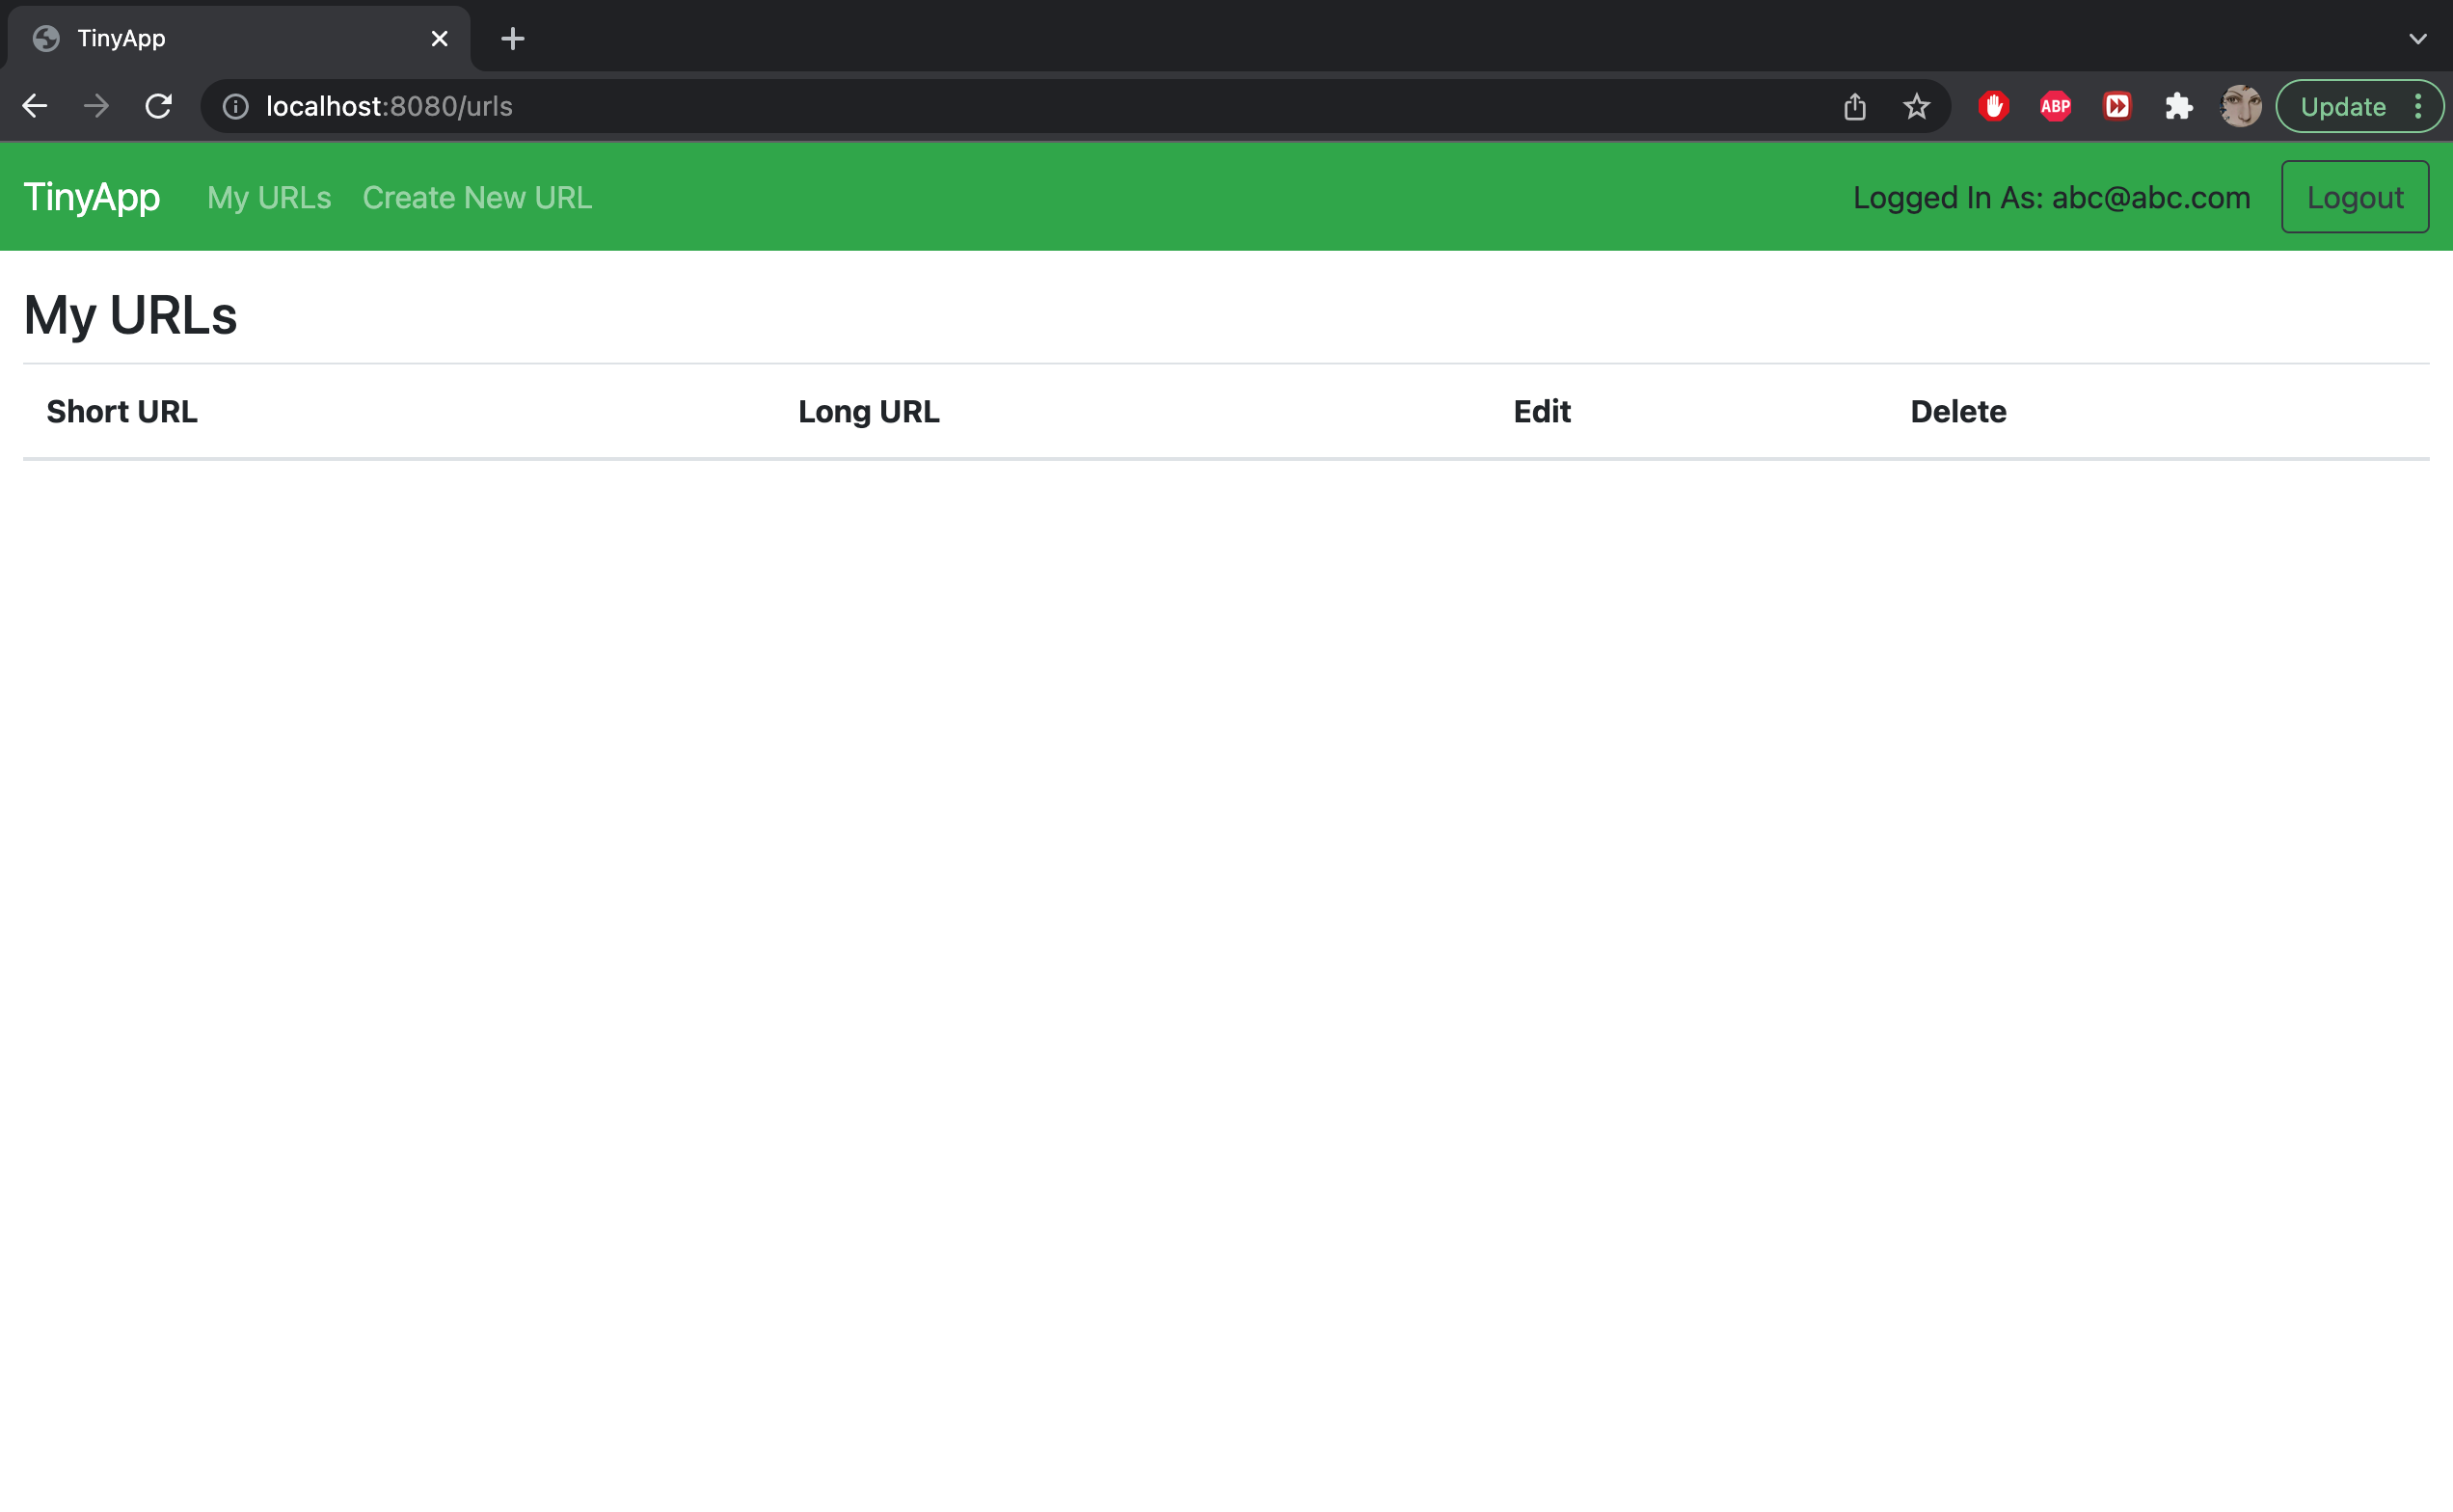 TinyApp
localhost:8080/urls
ABP
Update
TinyApp My URLs Create New URL Logged In As: abc@abc.com Logout
My URLs
Short URL Long URL Edit Delete